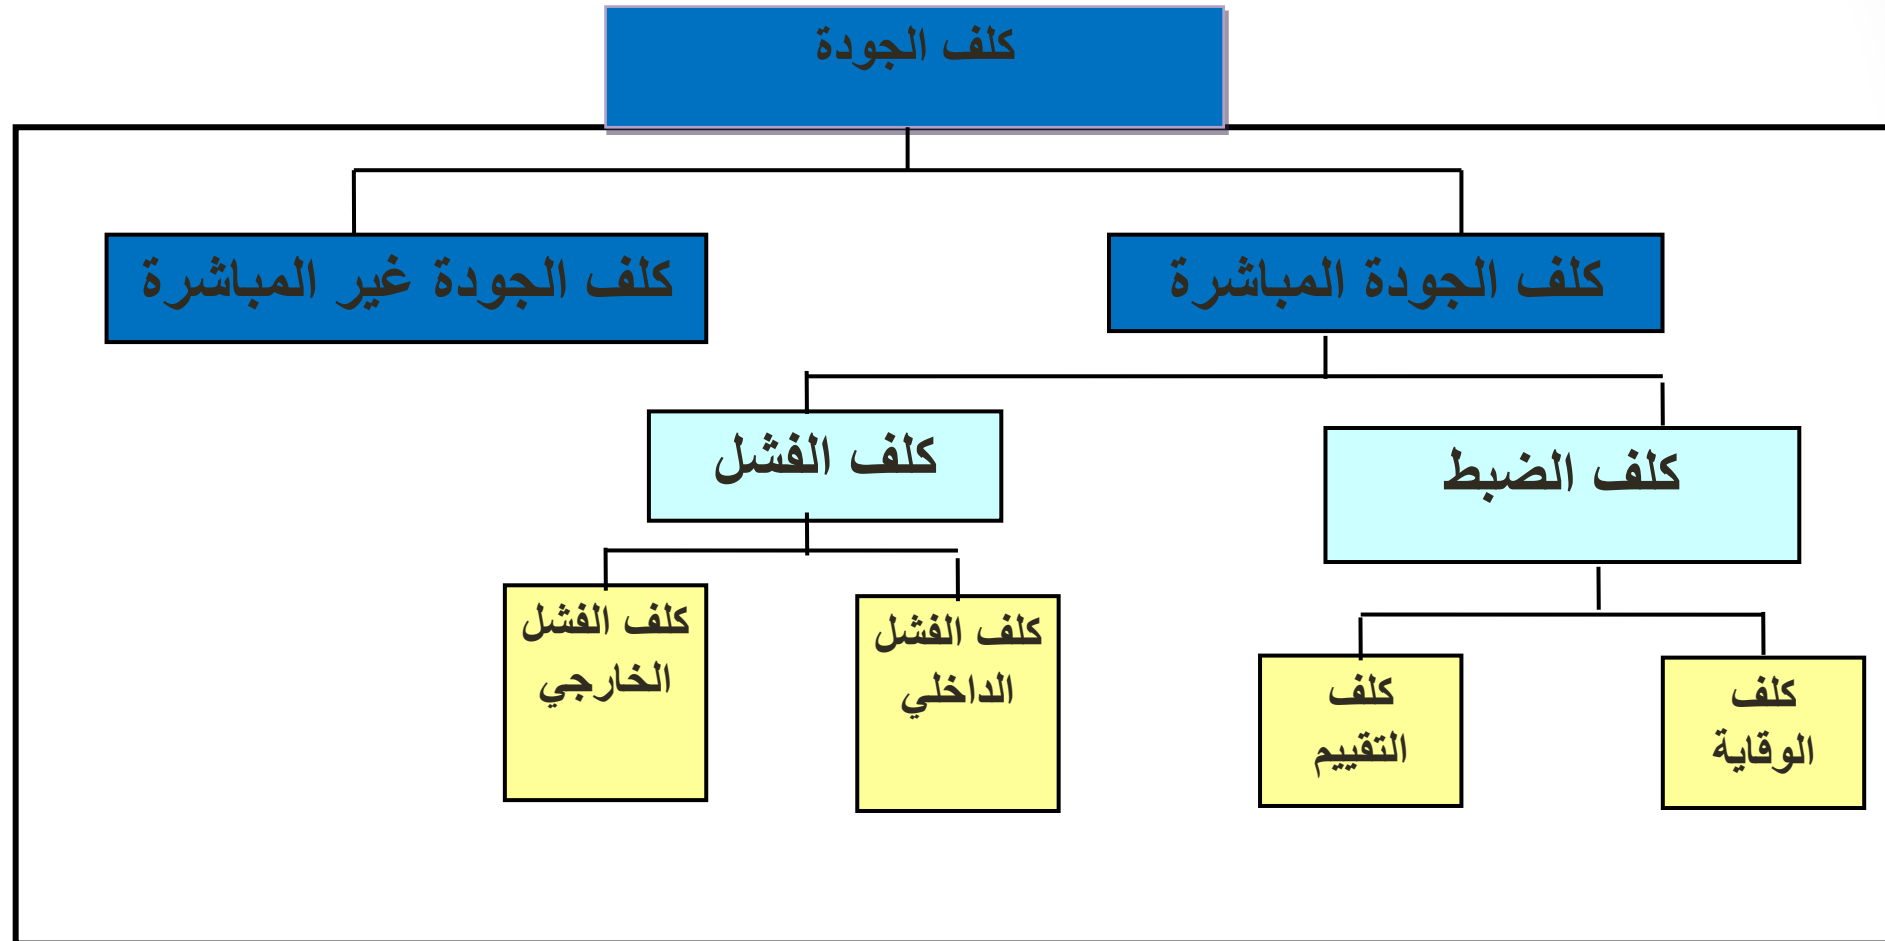 كلف الجودة
كلف الجودة المباشرة
كلف الجودة غير المباشرة
كلف الضبط
كلف الفشل
كلف
الوقاية
كلف
التقييم
كلف الفشل
الداخلي
كلف الفشل
الخارجي